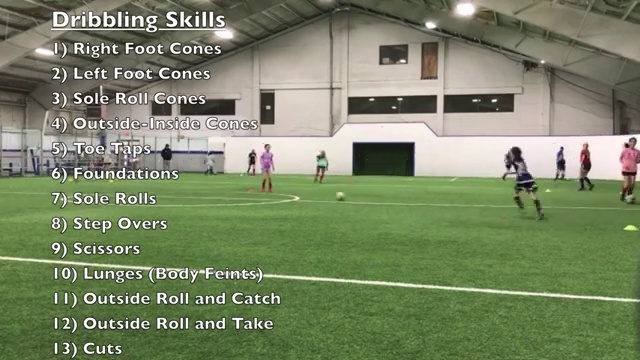 Dribbling Skills
1) Right Foot Cones
2) Left Foot Cones
3) Sole Roll Cones
4) Outside-Inside Cones
5) Toe Taps
6) Foundations
7) Sole Rolls
8) Step Overs
9) Scissors
10) Lunges (Body Feints)
11) Outside Roll and Catch
12) Outside Roll and Take
13) Cuts